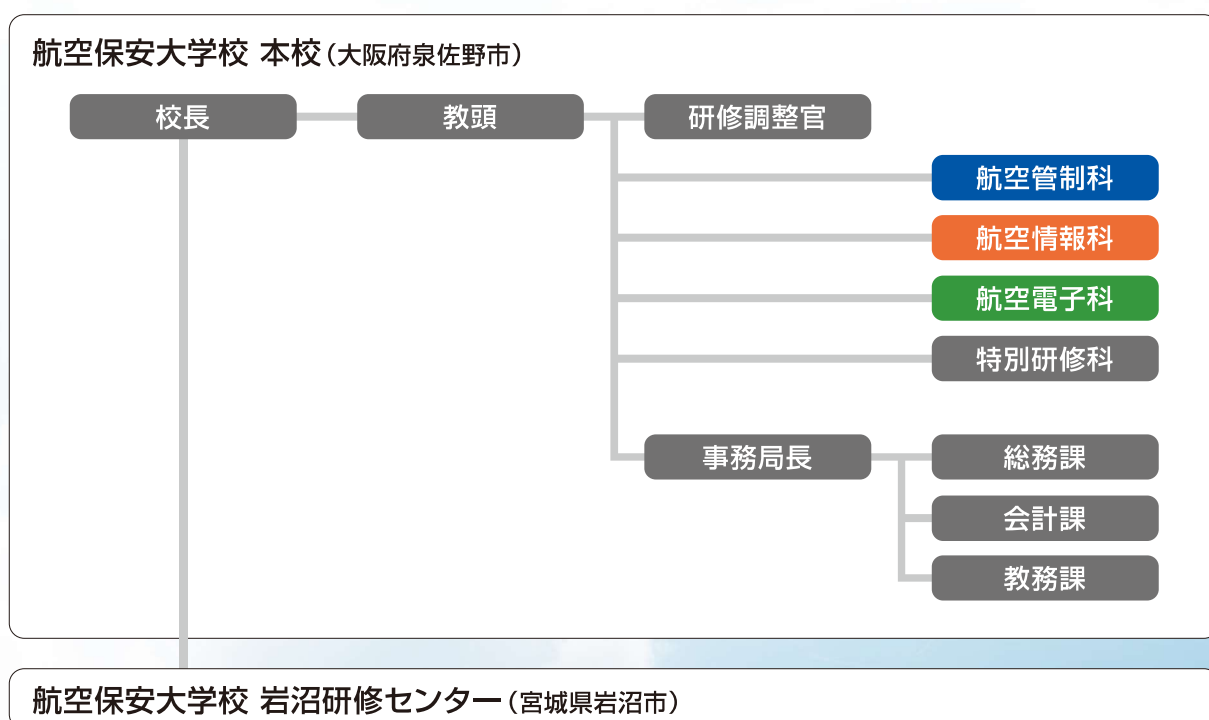 航空保安大学校 本校(大阪府泉佐野市)
校長
教頭
研修調整官
航空管制科
航空情報科
航空電子科
特別研修科
事務局長
総務課
会計課
教務課
航空保安大学校 岩沼研修センター(宮城県岩沼市)